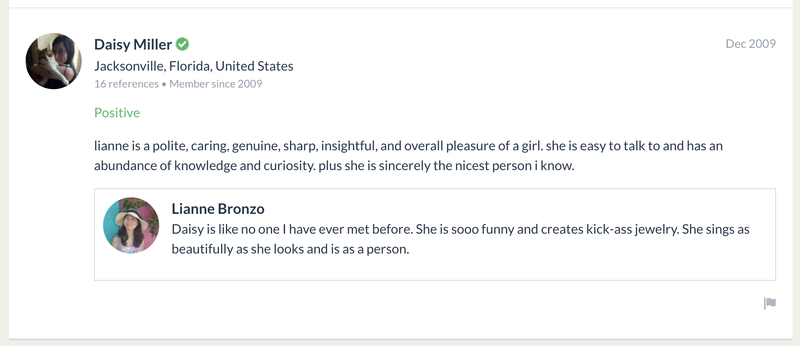 Daisy Miller
Dec 2009
Jacksonville, Florida, United States
16 references • Member since 2009
Positive
lianne is a polite, caring, genuine, sharp, insightful, and overall pleasure of a girl. she is easy to talk to and has an
abundance of knowledge and curiosity. plus she is sincerely the nicest person i know.
Lianne Bronzo
Daisy is like no one I have ever met before. She is sooo funny and creates kick-ass jewelry. She sings as
beautifully as she looks and is as a person.